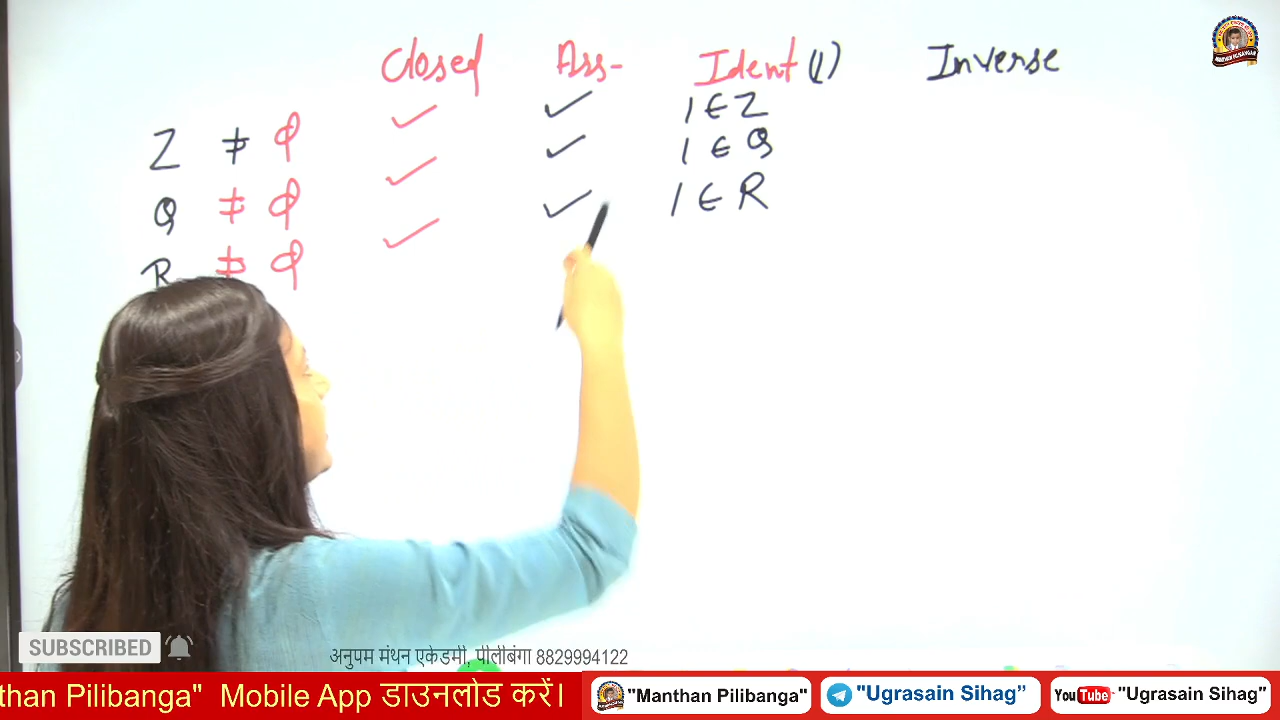 Closed Ass- Ident (1) Inverse
Z ≠ φ ✓ ✓ 1 ∈ Z
Q ≠ φ ✓ ✓ 1 ∈ Q
R ≠ φ ✓ ✓ 1 ∈ R
SUBSCRIBED
अनुपम मंथन एकेडमी, पीलीबंगा 8829994122
than Pilibanga" Mobile App डाउनलोड करें। "Manthan Pilibanga" "Ugrasain Sihag” YouTube -"Ugrasain Sihag”